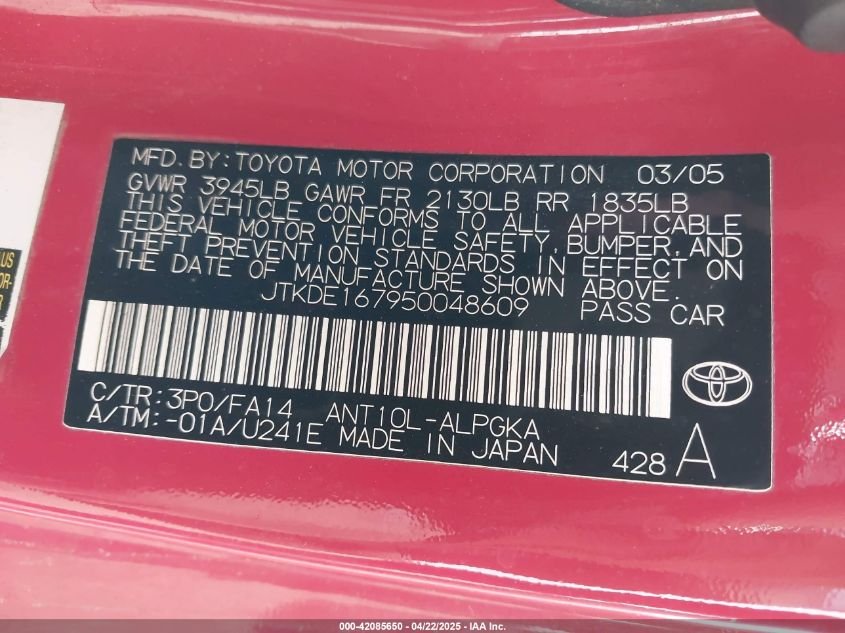 MFD.BY:TOYOTA MOTOR CORPORATION 03/05
GVWR 3945LB GAWR FR 2130LB RR 1835LB
THIS VEHICLE CONFORMS TO ALL APPLICABLE
FEDERAL MOTOR VEHICLE SAFETY,BUMPER,AND
THEFT PREVENTION STANDARDS IN EFFECT ON
THE DATE OF MANUFACTURE SHOWN ABOVE.
JTKDE167950048609 PASS CAR
C/TR:3P0/FA14 ANT10L-ALPGKA
A/TM:-01A/U241E MADE IN JAPAN 428 A
000-42085650 - 04/22/2025 - IAA Inc.